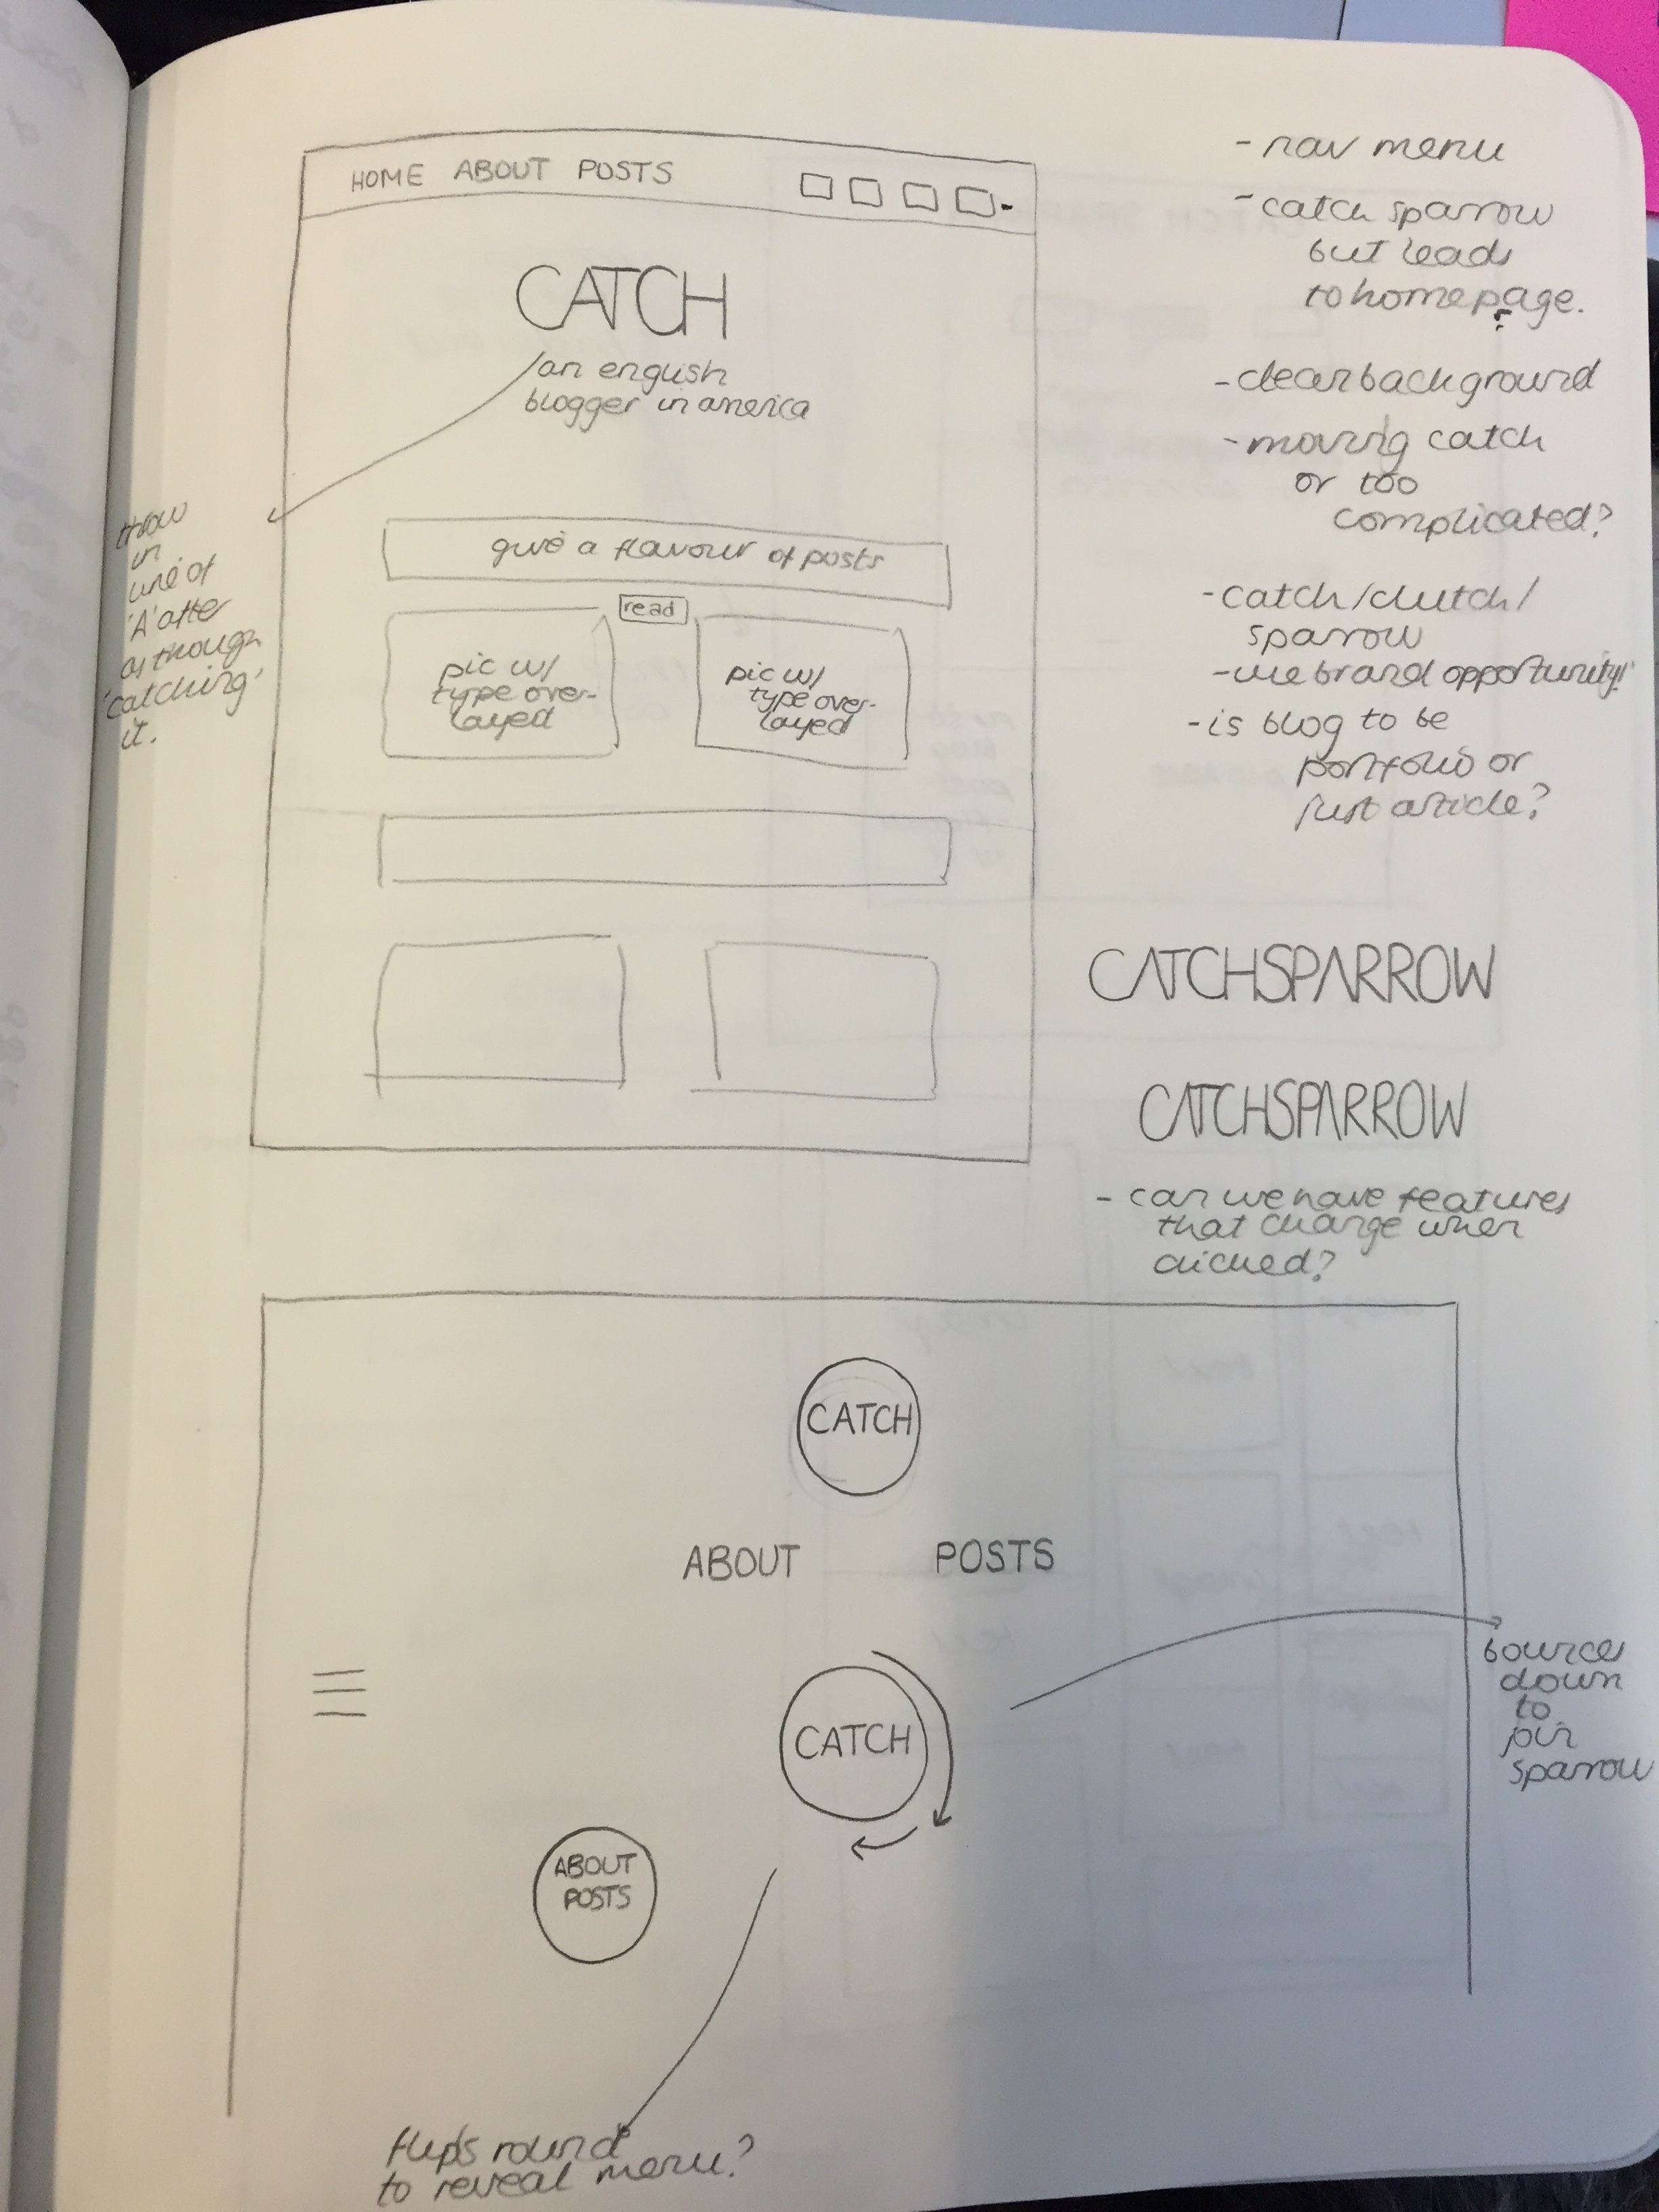 HOME ABOUT POSTS
CATCH
an english
blogger in america
throw
in
line of
'A' after
as though
'catching'
it.
give a flavour of posts
read
pic w/
type over-
layed
pic w/
type over-
layed
- nav menu
- catch sparrow
but leads
to homepage.
- clear background
- moving catch
or too
complicated?
- catch/clutch/
sparrow
- use brand opportunity!
- is blog to be
portfolio or
just article?
CATCHSPARROW
CATCHSPARROW
- can we have features
that change when
clicked?
CATCH
ABOUT POSTS
CATCH
bounces
down
to
join
sparrow
ABOUT
POSTS
flips round
to reveal menu?